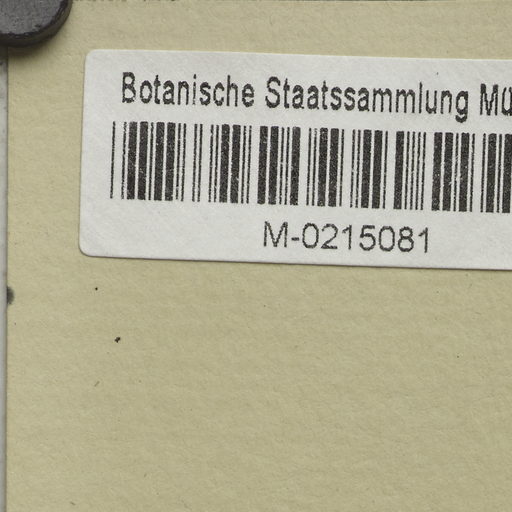 Botanische Staatssammlung Mü
M-0215081